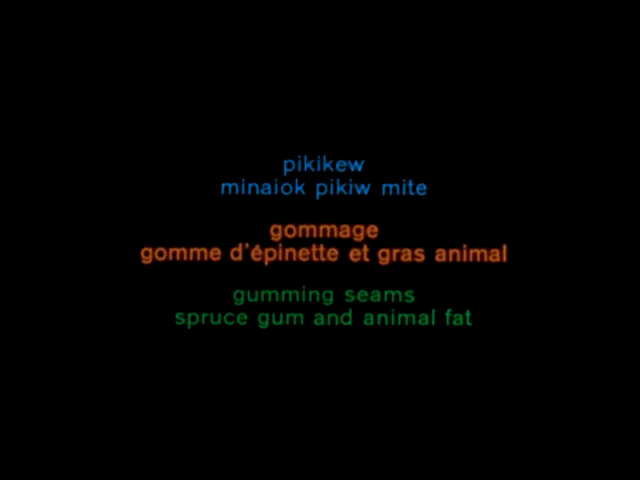 pikikew
minaiok pikiw mite
gommage
gomme d'épinette et gras animal
gumming seams
spruce gum and animal fat